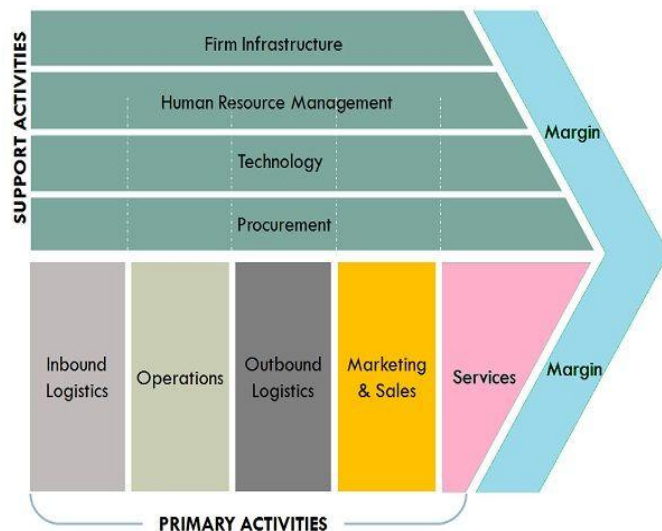 SUPPORT ACTIVITIES
Firm Infrastructure
Human Resource Management
Technology
Procurement
Margin
Inbound
Logistics
Operations
Outbound
Logistics
Marketing
& Sales
Services
Margin
PRIMARY ACTIVITIES